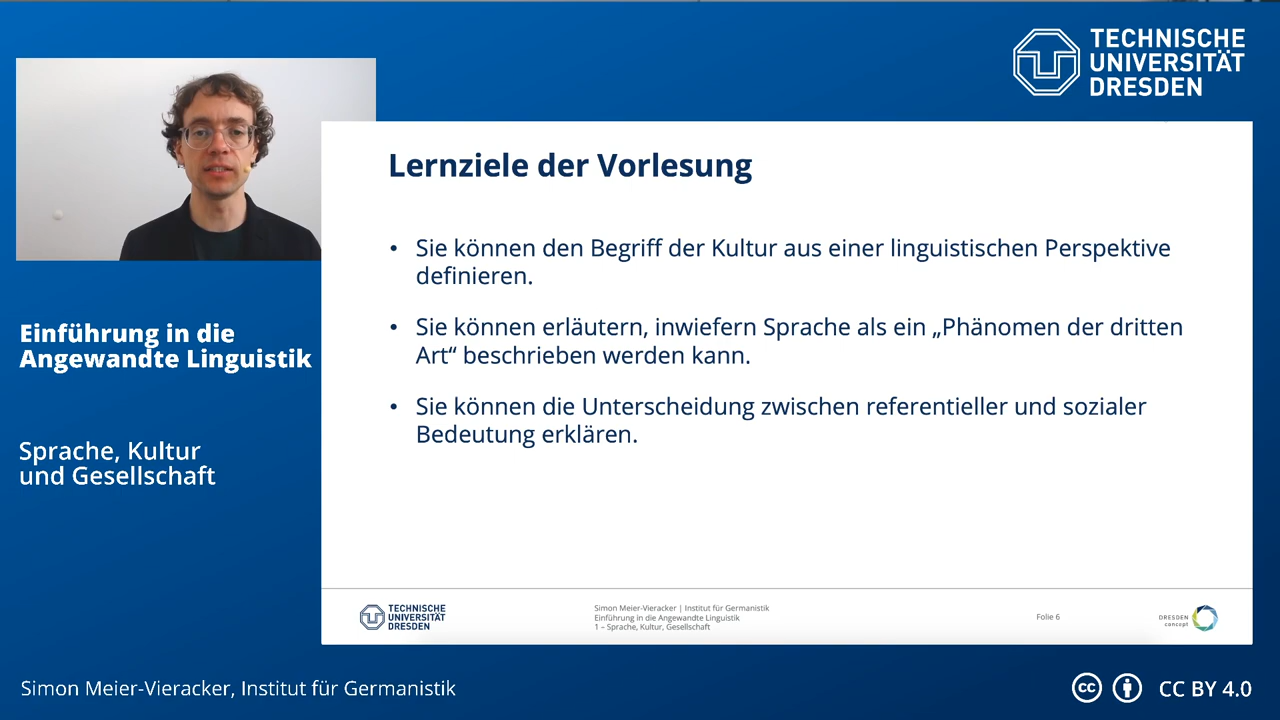 TECHNISCHE
UNIVERSITÄT
DRESDEN
Lernziele der Vorlesung
• Sie können den Begriff der Kultur aus einer linguistischen Perspektive
definieren.
• Sie können erläutern, inwiefern Sprache als ein „Phänomen der dritten
Art“ beschrieben werden kann.
• Sie können die Unterscheidung zwischen referentieller und sozialer
Bedeutung erklären.
Einführung in die
Angewandte Linguistik
Sprache, Kultur
und Gesellschaft
TECHNISCHE
UNIVERSITÄT
DRESDEN
Simon Meier-Vieracker | Institut für Germanistik
Einführung in die Angewandte Linguistik
1 – Sprache, Kultur, Gesellschaft
Folie 6
DRESDEN
concept
Simon Meier-Vieracker, Institut für Germanistik
cc
CC BY 4.0